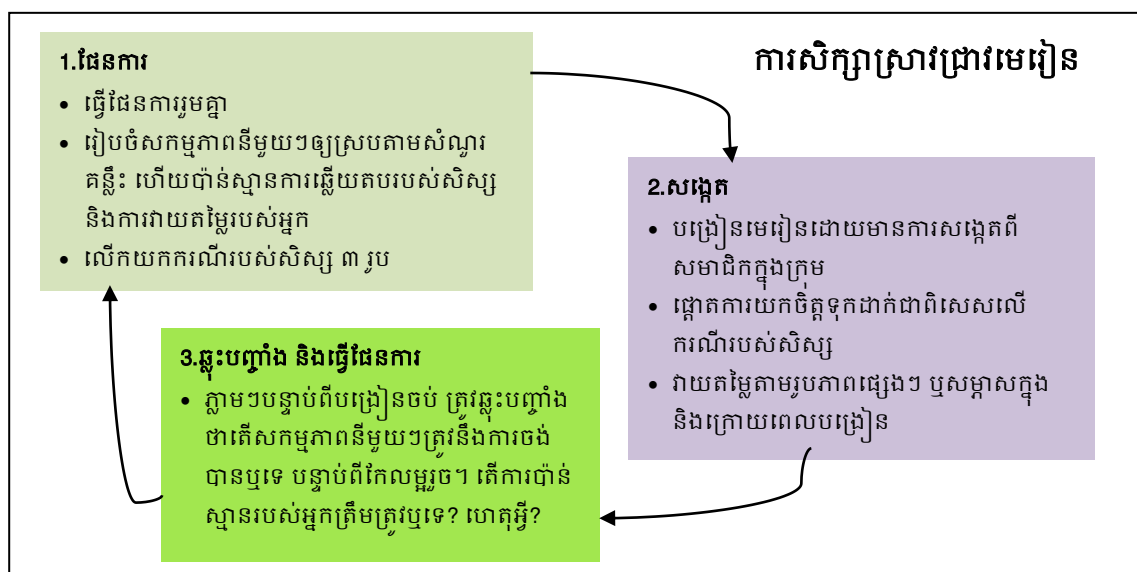 ការសិក្សាស្រាវជ្រាវមេរៀន
1.ផែនការ
• ធ្វើផែនការរួមគ្នា
• រៀបចំសកម្មភាពនីមួយៗឲ្យស្របតាមសំណួរ
គន្លឹះ ហើយប៉ាន់ស្មានការឆ្លើយតបរបស់សិស្ស
និងការវាយតម្លៃរបស់អ្នក
• លើកយកករណីរបស់សិស្ស ៣ រូប
2.សង្កេត
• បង្រៀនមេរៀនដោយមានការសង្កេតពី
សមាជិកក្នុងក្រុម
• ផ្តោតការយកចិត្តទុកដាក់ជាពិសេសលើ
ករណីរបស់សិស្ស
• វាយតម្លៃតាមរូបភាពផ្សេងៗ ឬសម្ភាសក្នុង
និងក្រោយពេលបង្រៀន
3.ឆ្លុះបញ្ចាំង និងធ្វើផែនការ
• ភ្លាមៗបន្ទាប់ពីបង្រៀនចប់ ត្រូវឆ្លុះបញ្ចាំង
ថាតើសកម្មភាពនីមួយៗត្រូវនឹងការចង់
បានឬទេ បន្ទាប់ពីកែលម្អរួច។ តើការប៉ាន់
ស្មានរបស់អ្នកត្រឹមត្រូវឬទេ? ហេតុអ្វី?